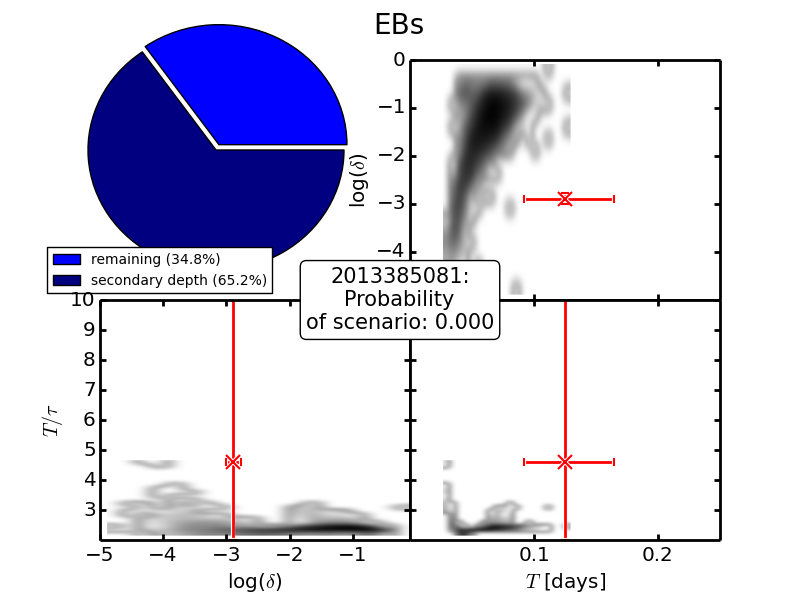 EBs
0
−1
−2
−3
−4
log(δ)
remaining (34.8%)
secondary depth (65.2%)
2013385081:
Probability
of scenario: 0.000
10
9
8
7
6
5
4
3
T/τ
−5
−4
−3
−2
−1
log(δ)
0.1
0.2
T [days]